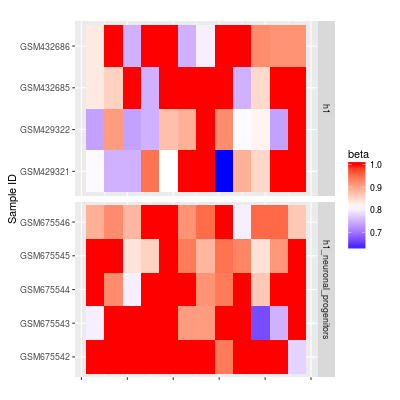 GSM432686
GSM432685
GSM429322
GSM429321
h1
GSM675546
GSM675545
GSM675544
GSM675543
GSM675542
h1_neuronal_progenitors
Sample ID
beta
1.0
0.9
0.8
0.7